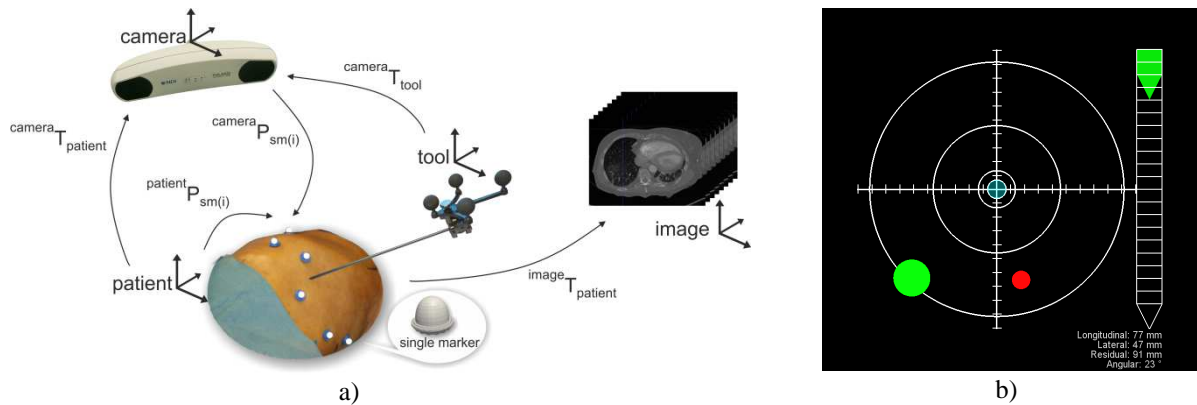 camera
cameraTtool
cameraTpatient
cameraPsm(i)
tool
patientPsm(i)
image
patient
imageTpatient
single marker
Longitudinal: 77 mm
Lateral: 47 mm
Residual: 91 mm
Angular: 23 °
a)
b)